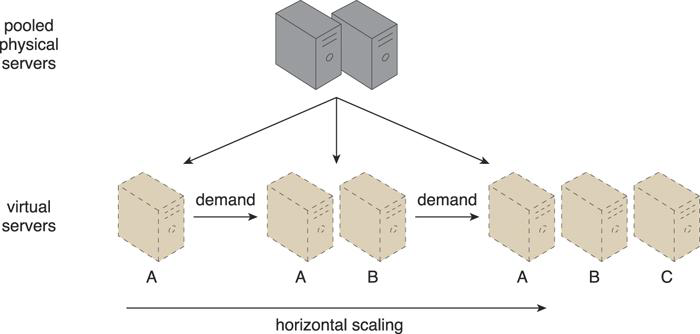 pooled
physical
servers
virtual
servers
demand
demand
A
A
B
A
B
C
horizontal scaling